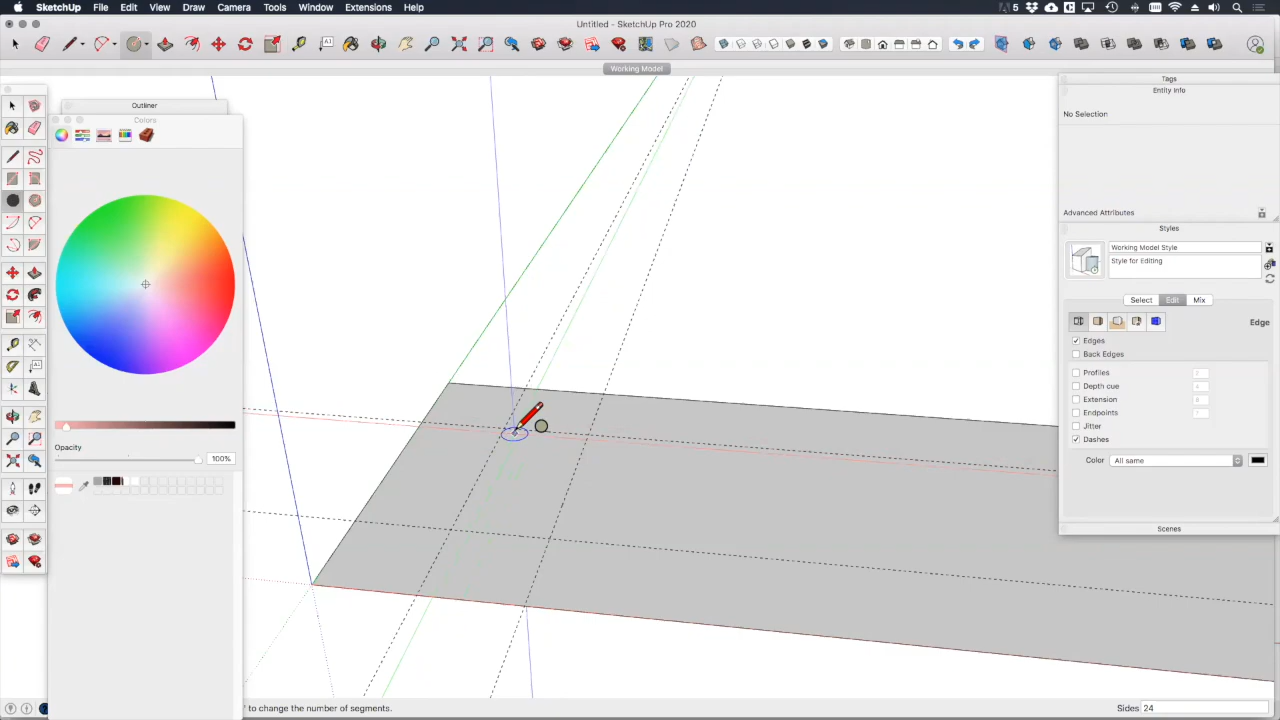 SketchUp File Edit View Draw Camera Tools Window Extensions Help
5
Untitled - SketchUp Pro 2020
A1
Working Model
Outliner
Colors
Opacity
100%
A1
Tags
Entity Info
No Selection
Advanced Attributes
Styles
Working Model Style
Style for Editing
Select Edit Mix
Edge
Edges
Back Edges
Profiles
Depth cue
Extension
Endpoints
Jitter
Dashes
Color All same
Scenes
to change the number of segments.
Sides 24